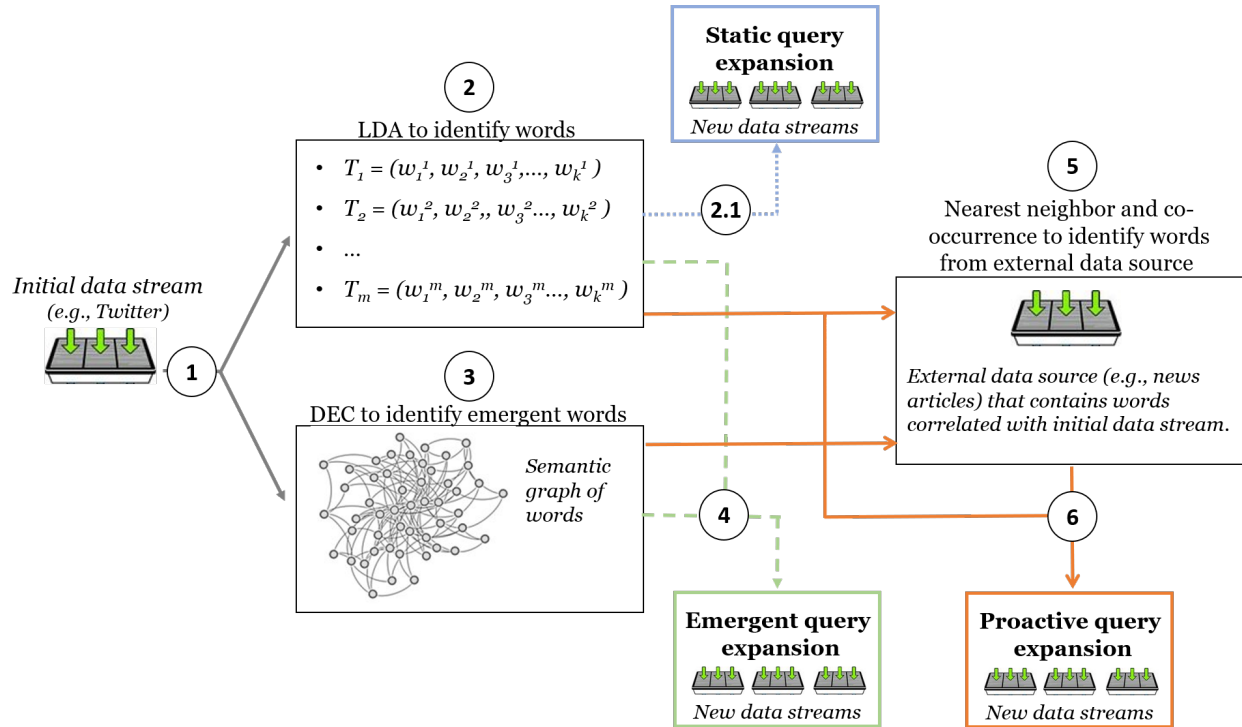 Static query
expansion
New data streams
2
LDA to identify words
• T₁ = (w₁¹, w₂¹, w₃¹,..., wₖ¹ )
• T₂ = (w₁², w₂²,, w₃²..., wₖ² )
• ...
• Tₘ = (w₁ᵐ, w₂ᵐ, w₃ᵐ..., wₖᵐ )
2.1
5
Nearest neighbor and co-
occurrence to identify words
from external data source
External data source (e.g., news
articles) that contains words
correlated with initial data stream.
Initial data stream
(e.g., Twitter)
1
3
DEC to identify emergent words
Semantic
graph of
words
4
6
Emergent query
expansion
New data streams
Proactive query
expansion
New data streams